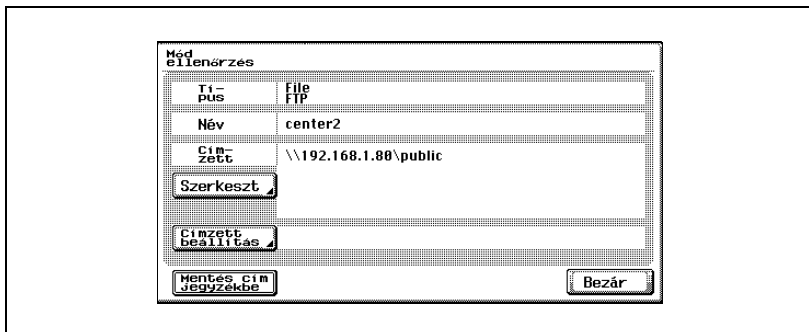 Mód
ellenőrzés
Tí-
pus
File
FTP
Név
center2
Cím-
zett
\\192.168.1.80\public
Szerkeszt
Címzett
beállítás
Mentés cím
jegyzékbe
Bezár